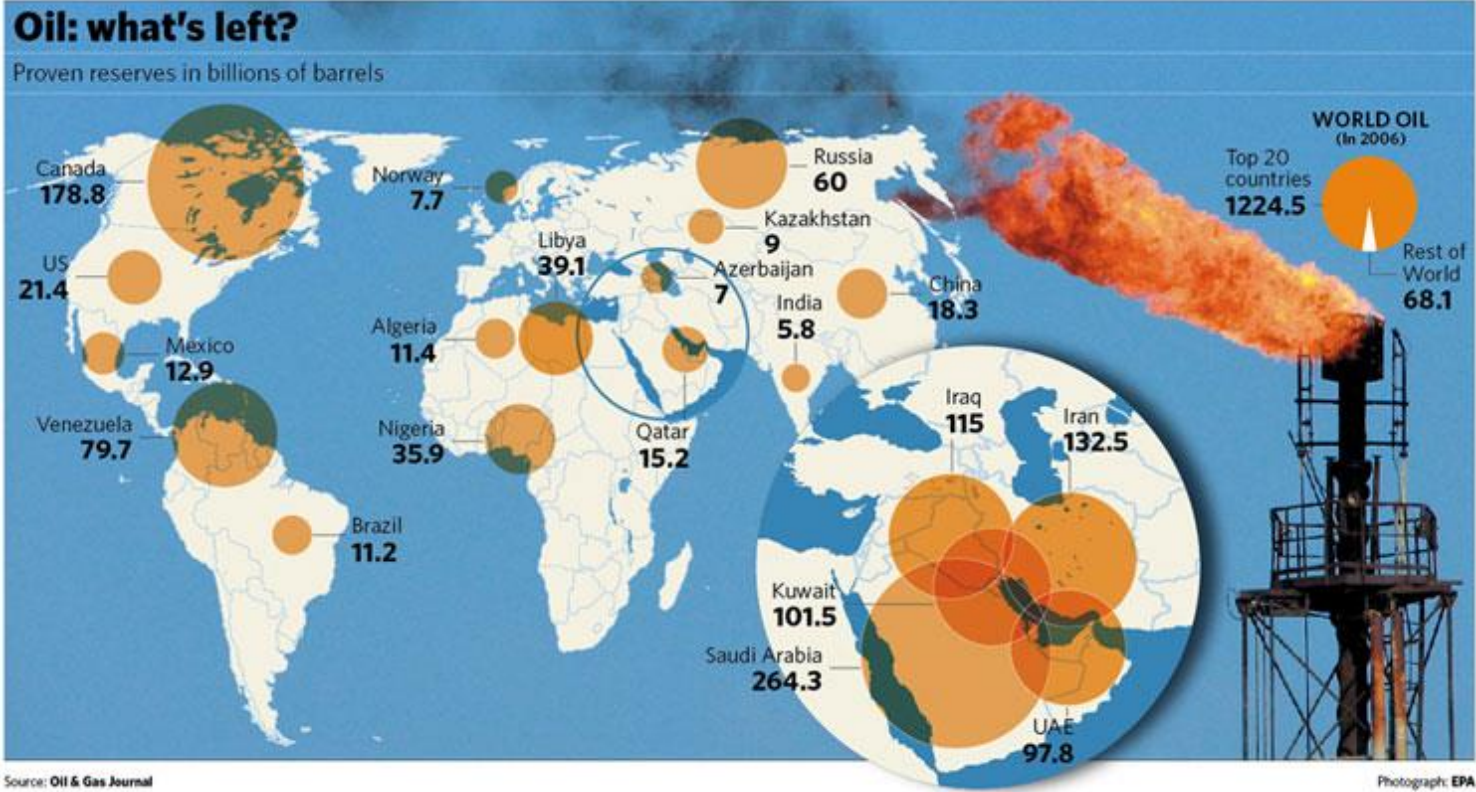 Oil: what's left?
Proven reserves in billions of barrels
Canada
178.8
US
21.4
Mexico
12.9
Venezuela
79.7
Brazil
11.2
Norway
7.7
Libya
39.1
Algeria
11.4
Nigeria
35.9
Russia
60
Kazakhstan
9
Azerbaijan
7
India
5.8
China
18.3
Qatar
15.2
Iraq
115
Iran
132.5
Kuwait
101.5
Saudi Arabia
264.3
UAE
97.8
WORLD OIL
(In 2006)
Top 20
countries
1224.5
Rest of
World
68.1
Source: Oil & Gas Journal
Photograph: EPA